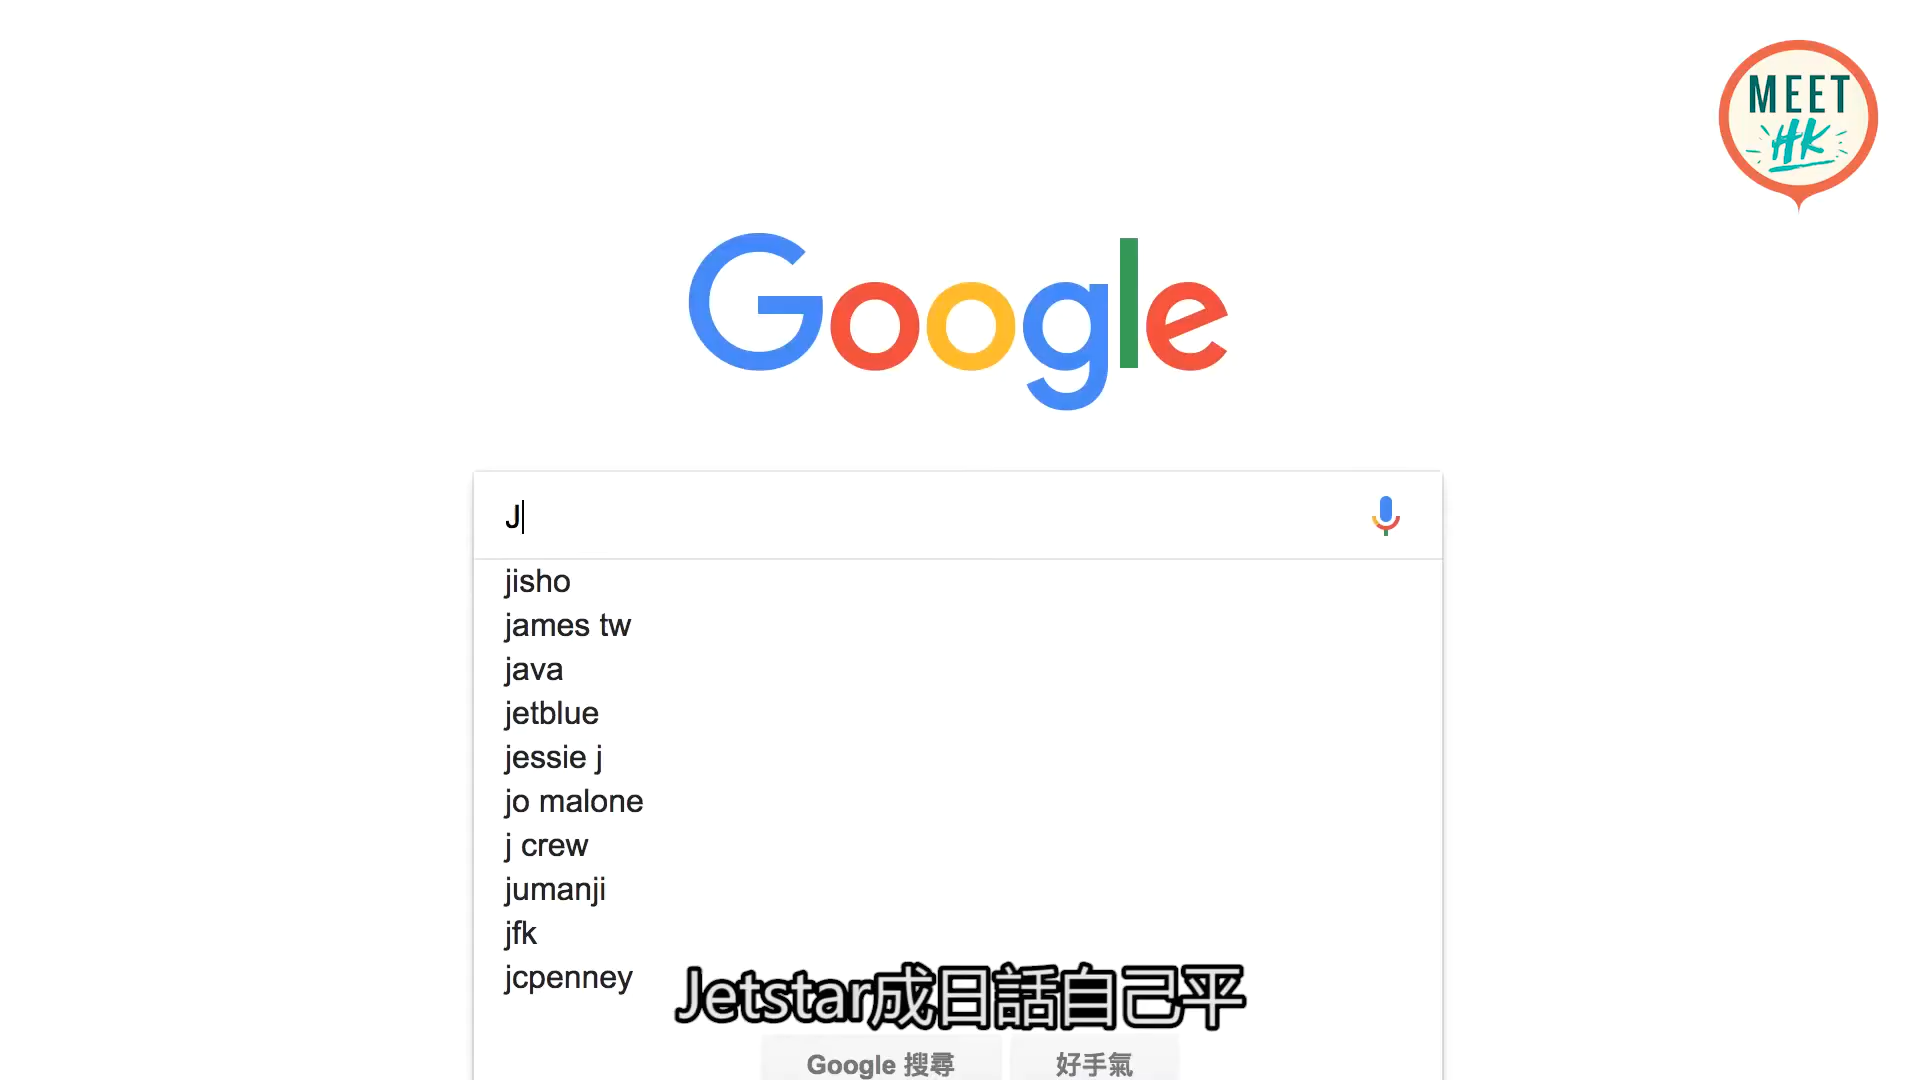 MEET
HK
Google
J
jisho
james tw
java
jetblue
jessie j
jo malone
j crew
jumanji
jfk
jcpenney
Jetstar成日話自己平
Google 搜尋
好手氣